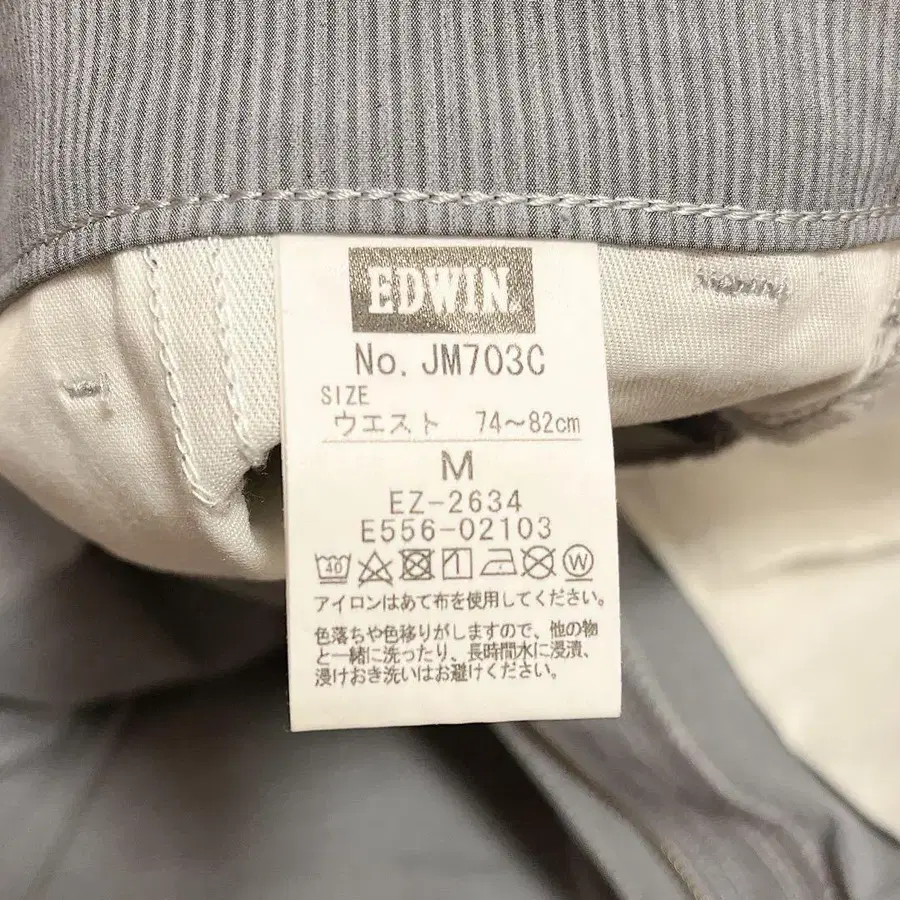 EDWIN.
No. JM703C
SIZE
ウエスト 74～82cm
M
EZ-2634
E556-02103
40
W
アイロンはあて布を使用してください。
色落ちや色移りがしますので、他の物
と一緒に洗ったり、長時間水に浸漬、
浸けおき洗いはお避けください。